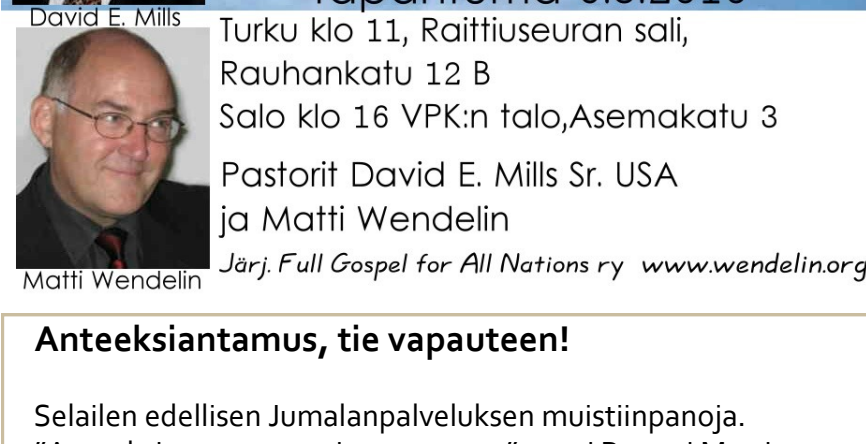 David E. Mills
Turku klo 11, Raittiuseuran sali,
Rauhankatu 12 B
Salo klo 16 VPK:n talo,Asemakatu 3
Pastorit David E. Mills Sr. USA
ja Matti Wendelin
Järj. Full Gospel for All Nations ry www.wendelin.org
Matti Wendelin
Anteeksiantamus, tie vapauteen!
Selailen edellisen Jumalanpalveluksen muistiinpanoja.